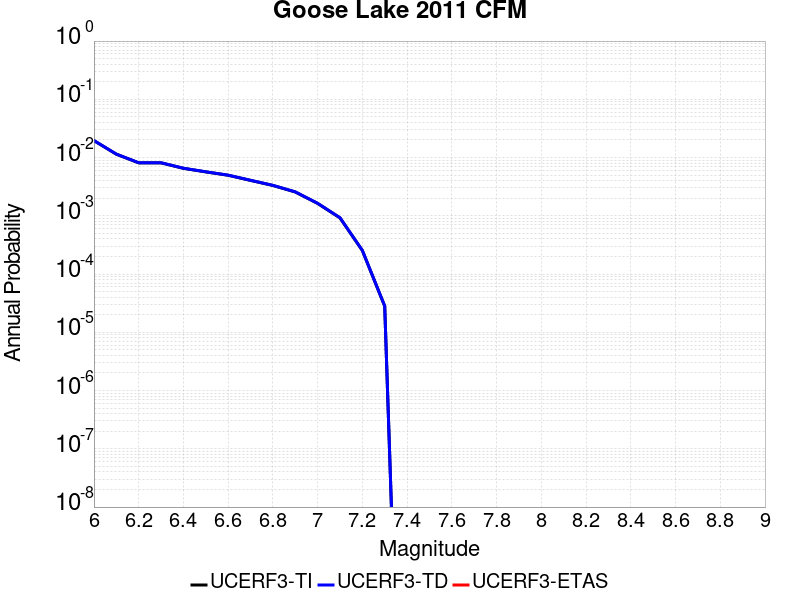 Goose Lake 2011 CFM
Annual Probability
10^0
10^-1
10^-2
10^-3
10^-4
10^-5
10^-6
10^-7
10^-8
6 6.2 6.4 6.6 6.8 7 7.2 7.4 7.6 7.8 8 8.2 8.4 8.6 8.8 9
Magnitude
UCERF3-TI UCERF3-TD UCERF3-ETAS